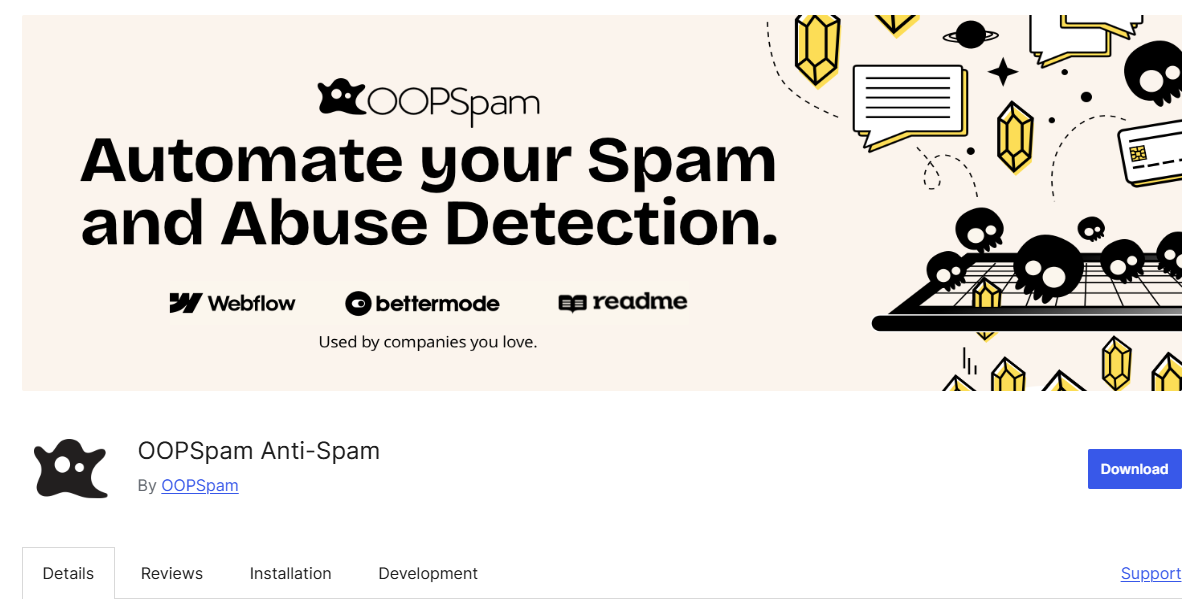 OOPSpam
Automate your Spam
and Abuse Detection.
Webflow bettermode readme
Used by companies you love.
OOPSpam Anti-Spam
By OOPSpam
Download
Details Reviews Installation Development Support